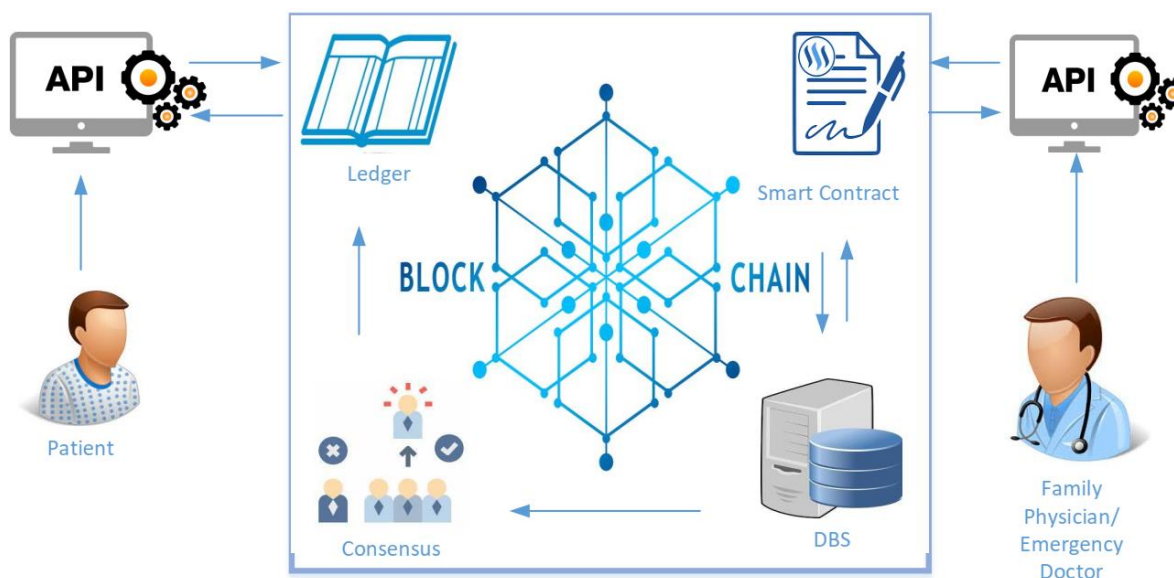 API
API
Ledger
Smart Contract
BLOCK
CHAIN
Patient
Consensus
DBS
Family
Physician/
Emergency
Doctor